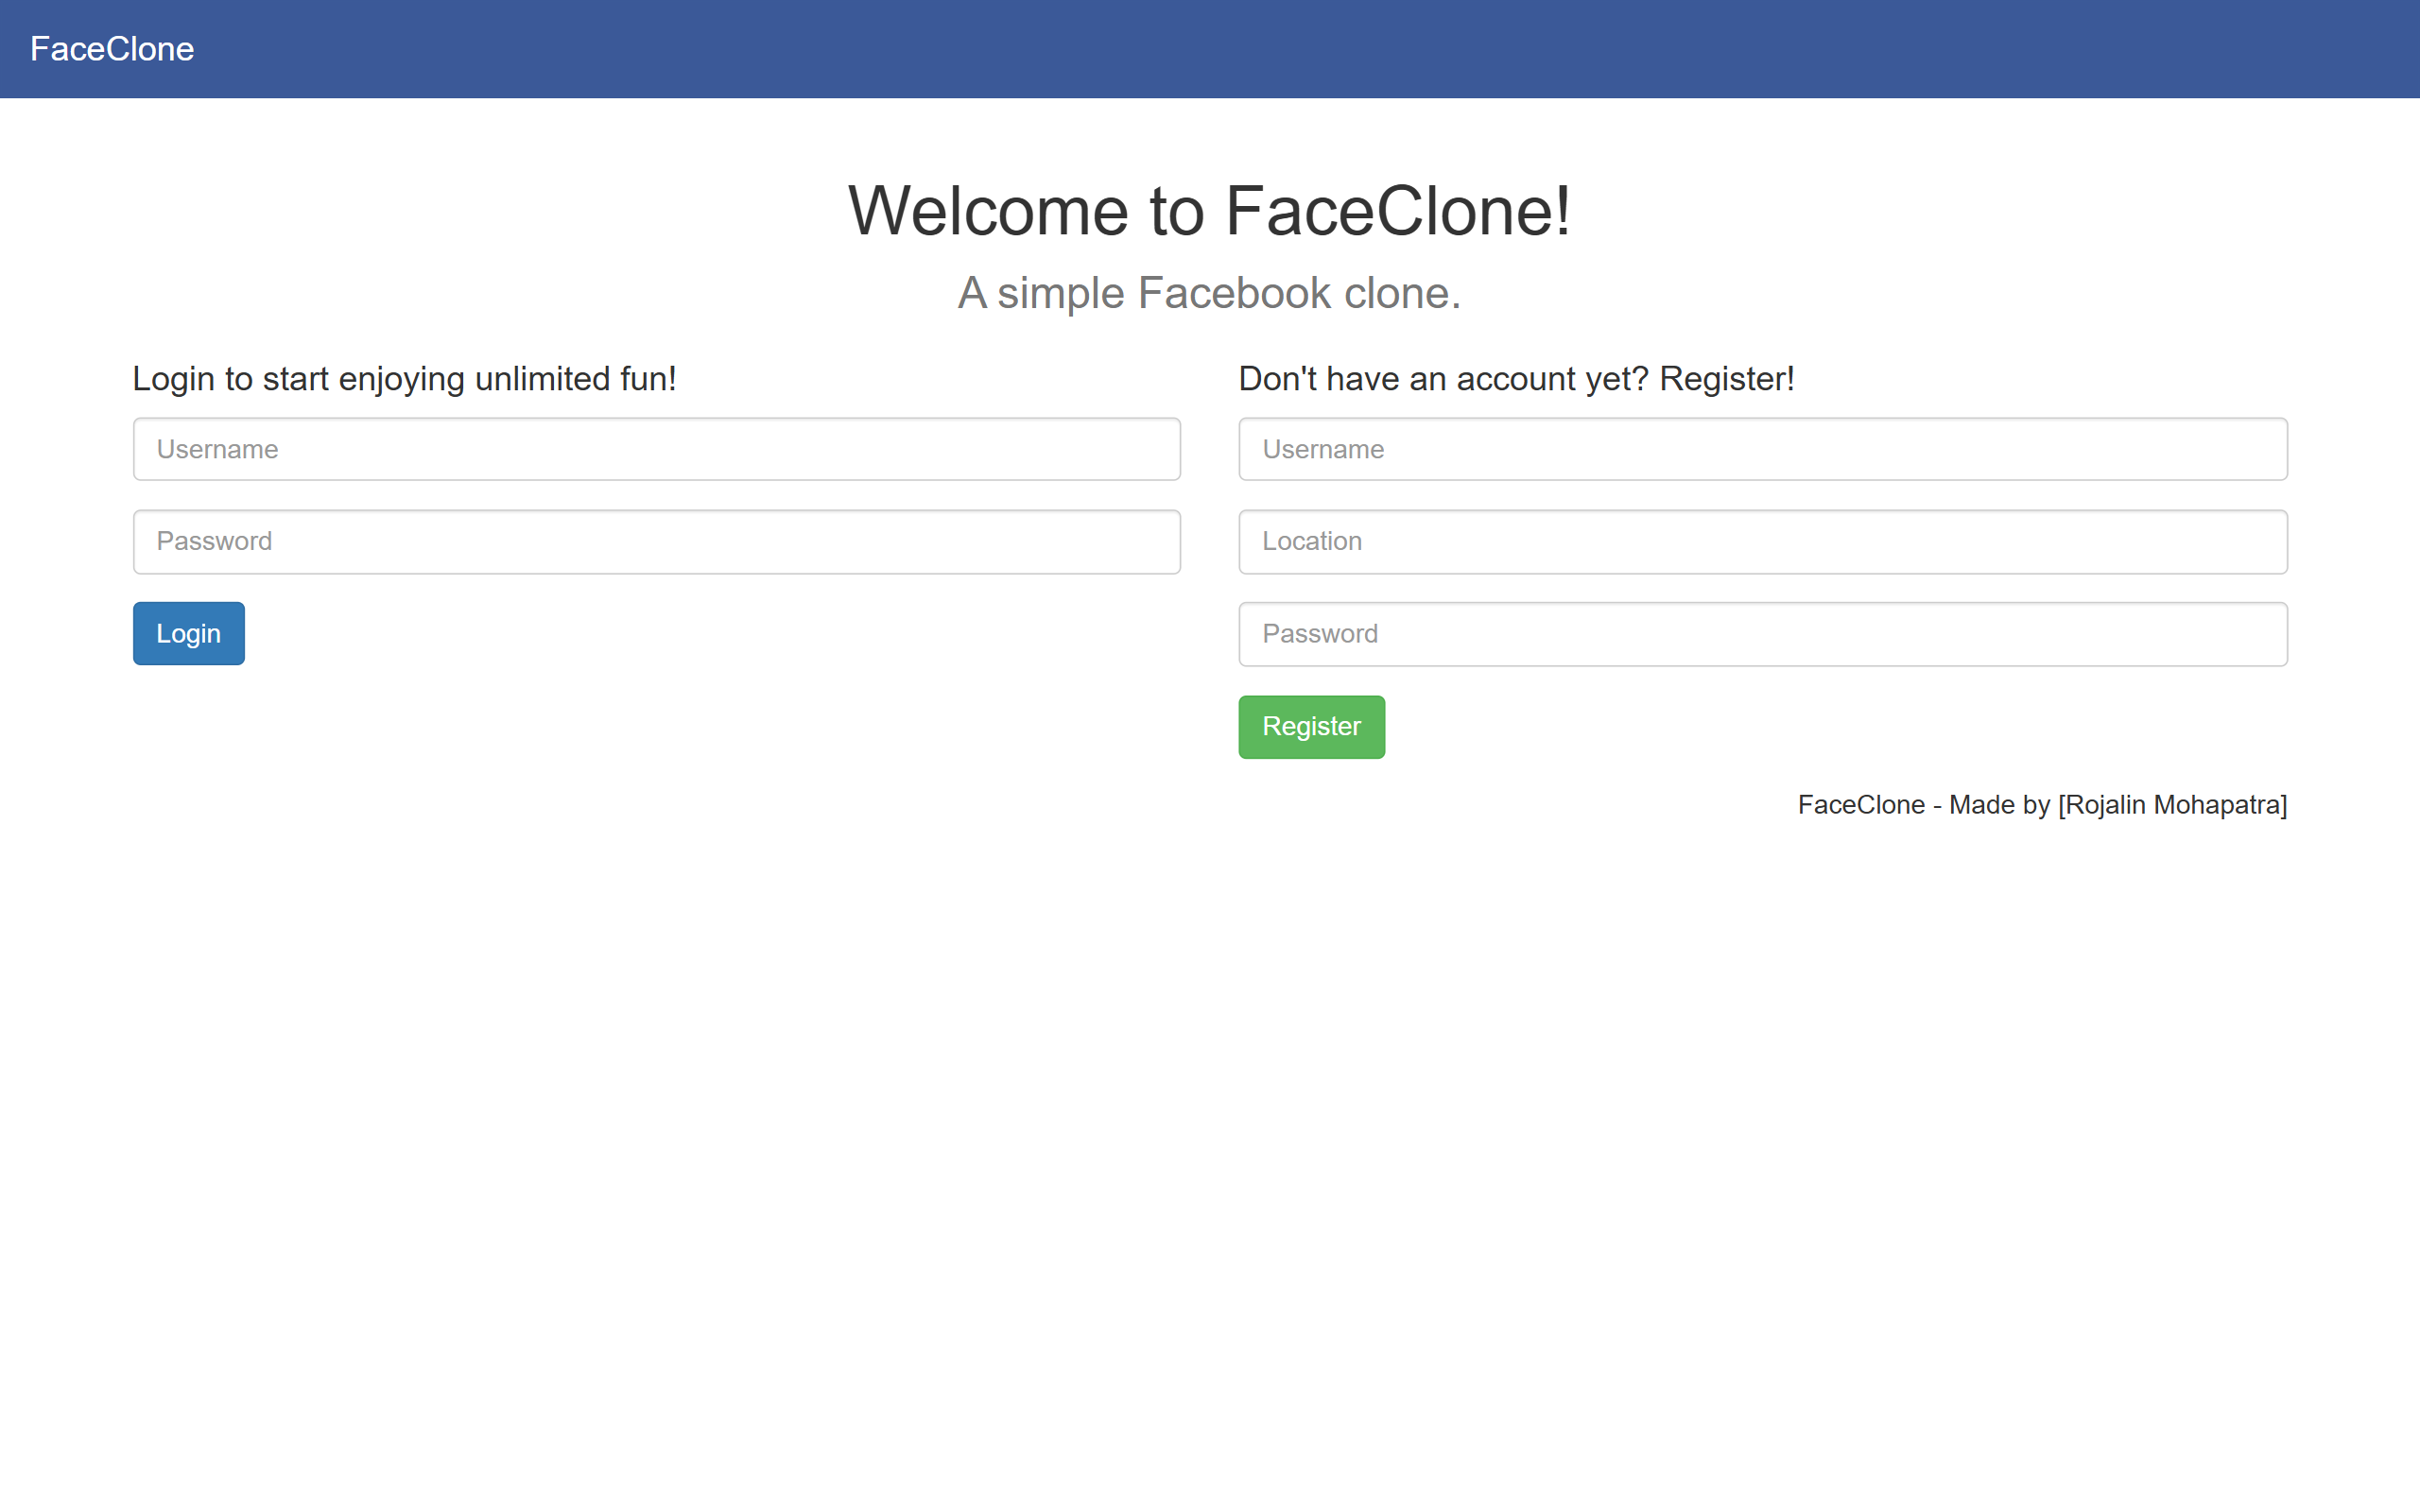 FaceClone
Welcome to FaceClone!
A simple Facebook clone.
Login to start enjoying unlimited fun!
Username
Password
Login
Don't have an account yet? Register!
Username
Location
Password
Register
FaceClone - Made by [Rojalin Mohapatra]